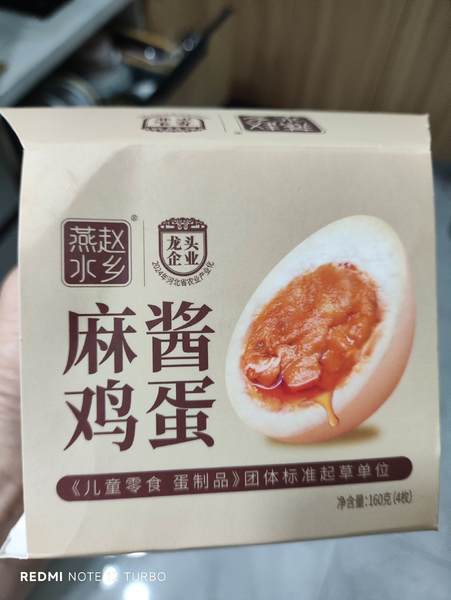 燕赵
水乡
®
龙头
企业
2024年河北省农业产业化
麻酱
鸡蛋
《儿童零食 蛋制品》团体标准起草单位
净含量:160克(4枚)
REDMI NOTE TURBO